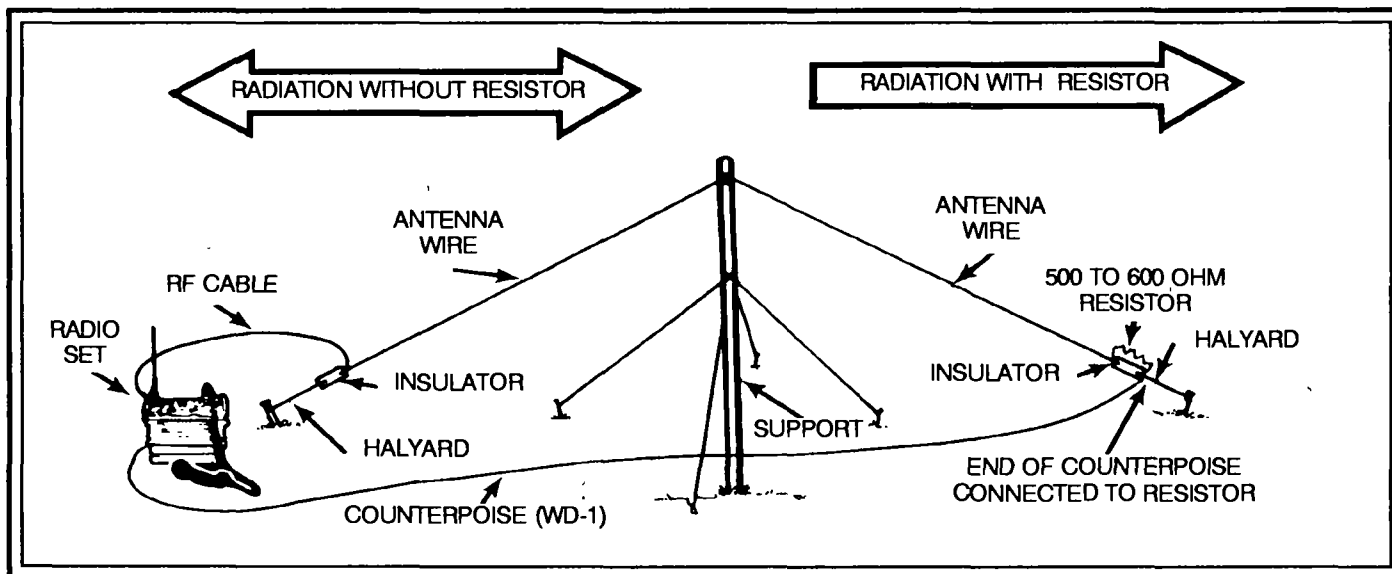 RADIATION WITHOUT RESISTOR
RADIATION WITH RESISTOR
ANTENNA
WIRE
ANTENNA
WIRE
RF CABLE
500 TO 600 OHM
RESISTOR
RADIO
SET
HALYARD
INSULATOR
INSULATOR
HALYARD
SUPPORT
END OF COUNTERPOISE
CONNECTED TO RESISTOR
COUNTERPOISE (WD-1)